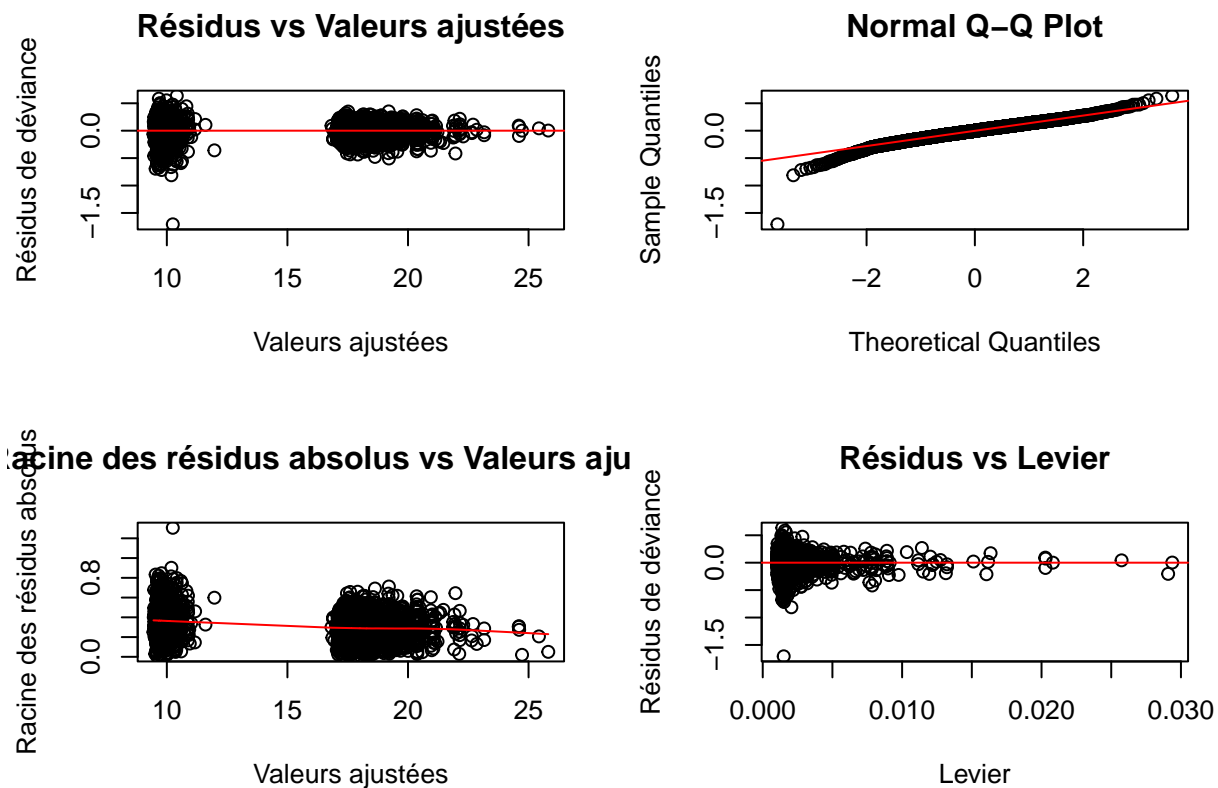 Résidus vs Valeurs ajustées
Résidus de déviance
0.0
−1.5
10 15 20 25
Valeurs ajustées
Normal Q−Q Plot
Sample Quantiles
0.0
−1.5
−2 0 2
Theoretical Quantiles
acine des résidus absolus vs Valeurs aju
Racine des résidus absolus
0.8
0.0
10 15 20 25
Valeurs ajustées
Résidus vs Levier
Résidus de déviance
0.0
−1.5
0.000 0.010 0.020 0.030
Levier